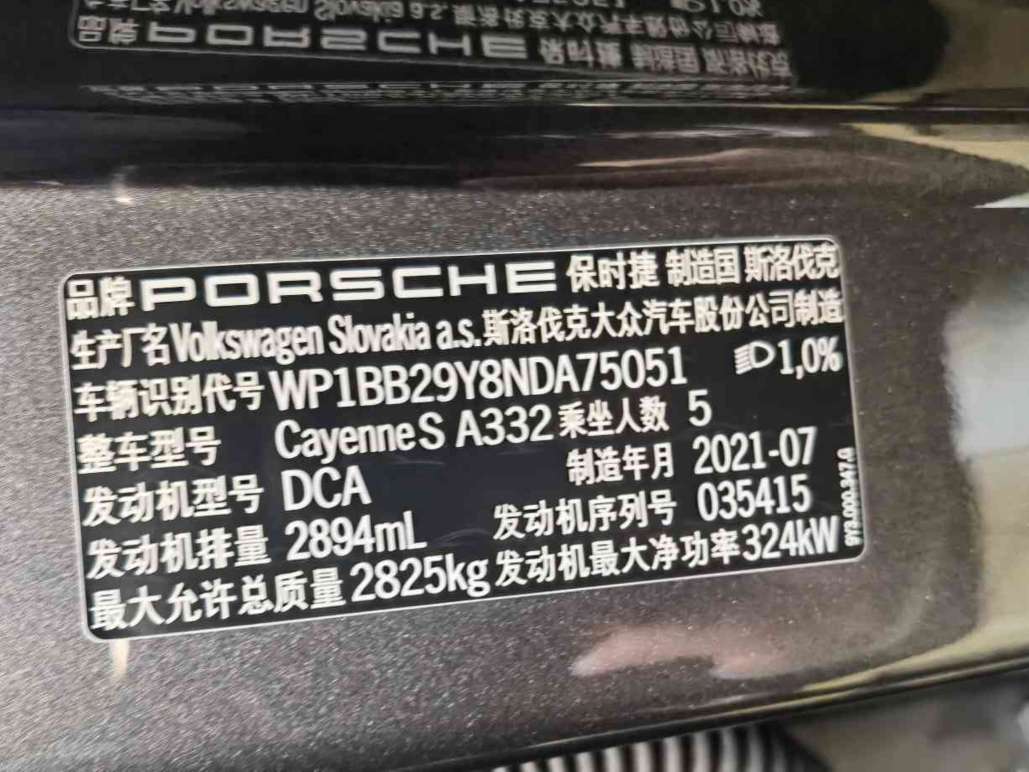 品牌 PORSCHE 保时捷 制造国 斯洛伐克
生产厂名 Volkswagen Slovakia a.s. 斯洛伐克大众汽车股份公司制造
车辆识别代号 WP1BB29Y8NDA75051 1,0%
整车型号 Cayenne S A332 乘坐人数 5
发动机型号 DCA 制造年月 2021-07
发动机排量 2894mL 发动机序列号 035415
最大允许总质量 2825kg 发动机最大净功率 324kW